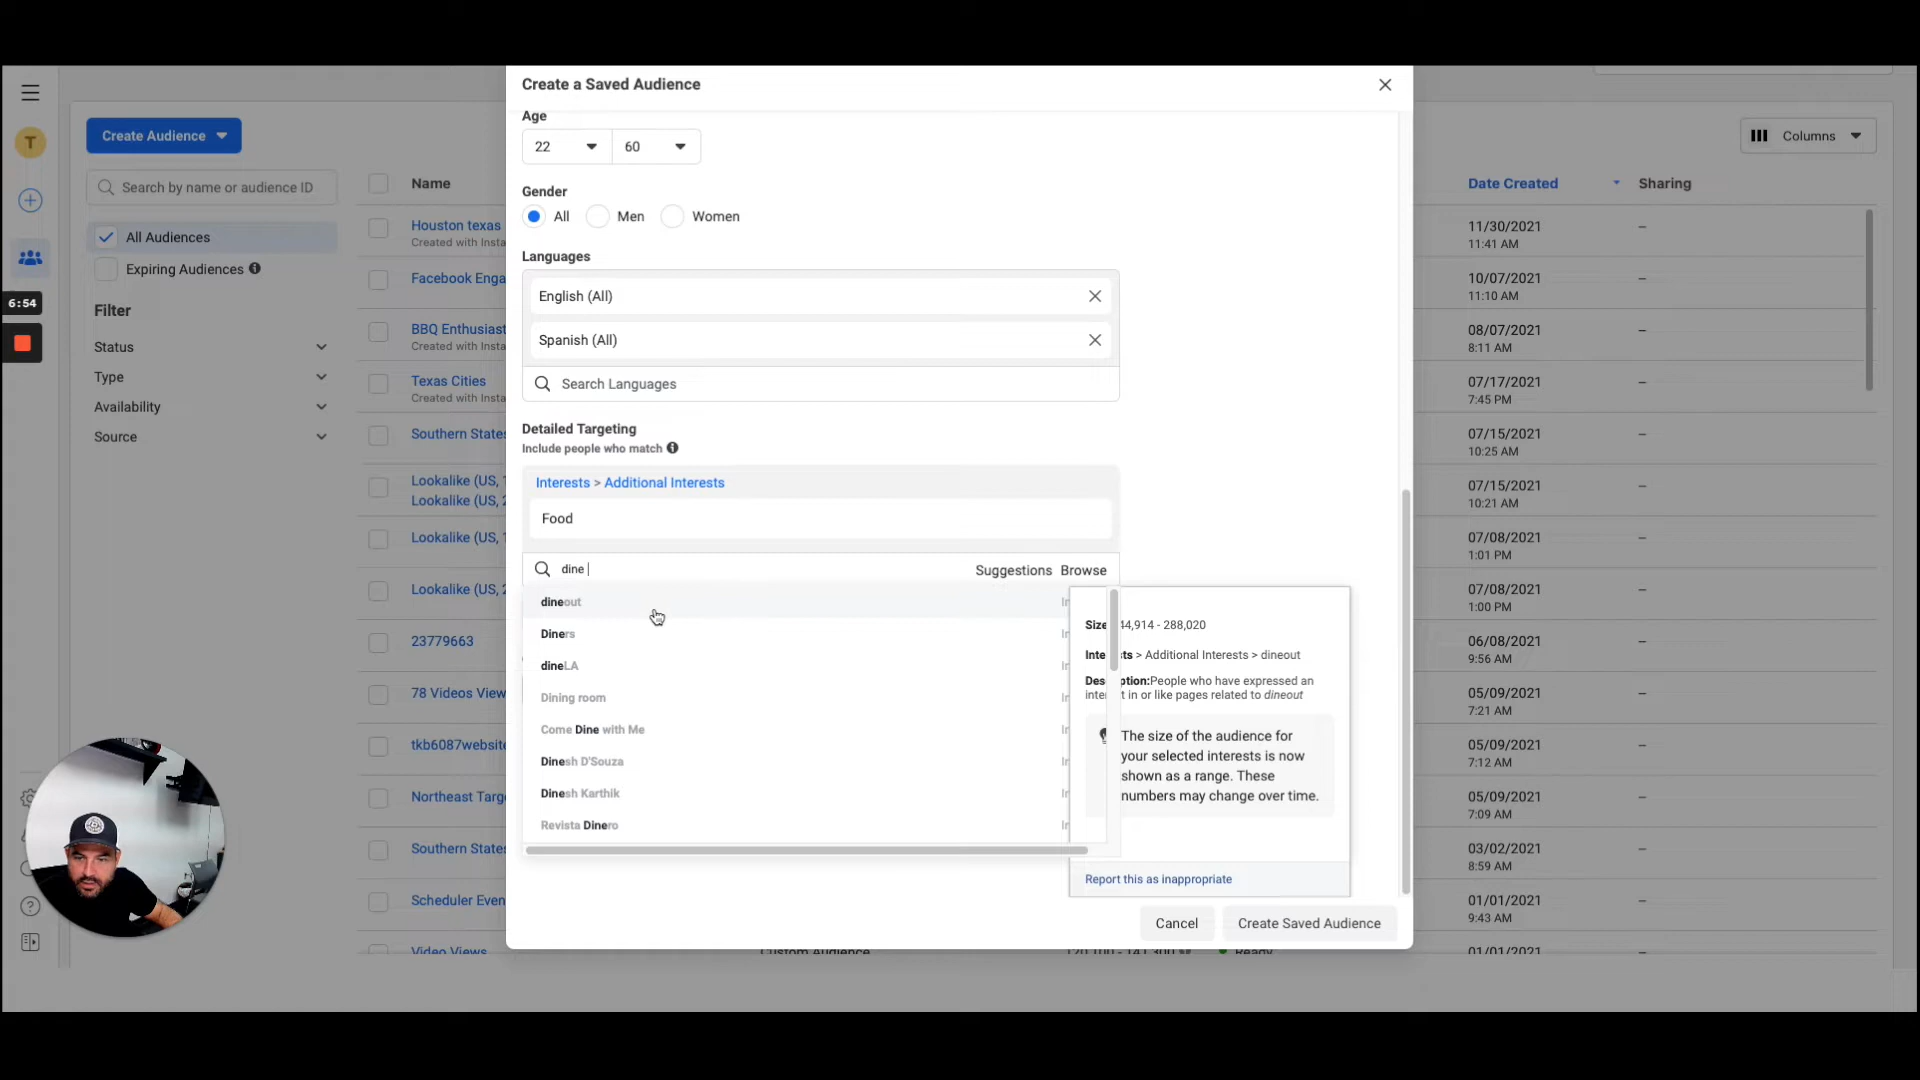 Create a Saved Audience
Create Audience
Search by name or audience ID
All Audiences
Expiring Audiences
6:54
Filter
Status
Type
Availability
Source
T
Name
Houston texas
Created with Insta
Facebook Enga
BBQ Enthusiast
Created with Insta
Texas Cities
Created with Insta
Southern States
Lookalike (US, 1
Lookalike (US, 2
Lookalike (US, 1
Lookalike (US, 2
23779663
78 Videos View
tkb6087website
Northeast Targe
Southern States
Scheduler Even
Video Views
Custom Audience
Ready
Age
22
60
Gender
All
Men
Women
Languages
English (All)
Spanish (All)
Search Languages
Detailed Targeting
Include people who match
Interests > Additional Interests
Food
dine
Suggestions
Browse
dineout
Diners
dineLA
Dining room
Come Dine with Me
Dinesh D'Souza
Dinesh Karthik
Revista Dinero
Size
44,914 - 288,020
> Additional Interests > dineout
People who have expressed an
interest in or like pages related to dineout
The size of the audience for
your selected interests is now
shown as a range. These
numbers may change over time.
Report this as inappropriate
Cancel
Create Saved Audience
Columns
Date Created
Sharing
11/30/2021
11:41 AM
–
10/07/2021
11:10 AM
–
08/07/2021
8:11 AM
–
07/17/2021
7:45 PM
–
07/15/2021
10:25 AM
–
07/15/2021
10:21 AM
–
07/08/2021
1:01 PM
–
07/08/2021
1:00 PM
–
06/08/2021
9:56 AM
–
05/09/2021
7:21 AM
–
05/09/2021
7:12 AM
–
05/09/2021
7:09 AM
–
03/02/2021
8:59 AM
–
01/01/2021
9:43 AM
–
01/01/2021
–